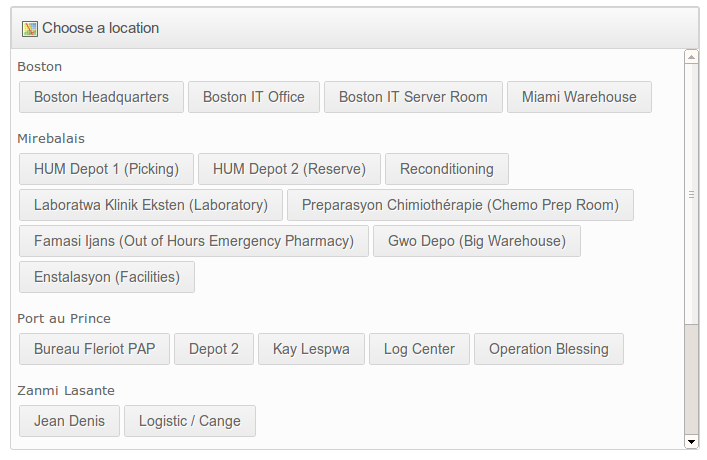 Choose a location
Boston
Boston Headquarters Boston IT Office Boston IT Server Room Miami Warehouse
Mirebalais
HUM Depot 1 (Picking) HUM Depot 2 (Reserve) Reconditioning
Laboratwa Klinik Eksten (Laboratory) Preparasyon Chimiothérapie (Chemo Prep Room)
Famasi Ijans (Out of Hours Emergency Pharmacy) Gwo Depo (Big Warehouse)
Enstalasyon (Facilities)
Port au Prince
Bureau Fleriot PAP Depot 2 Kay Lespwa Log Center Operation Blessing
Zanmi Lasante
Jean Denis Logistic / Cange